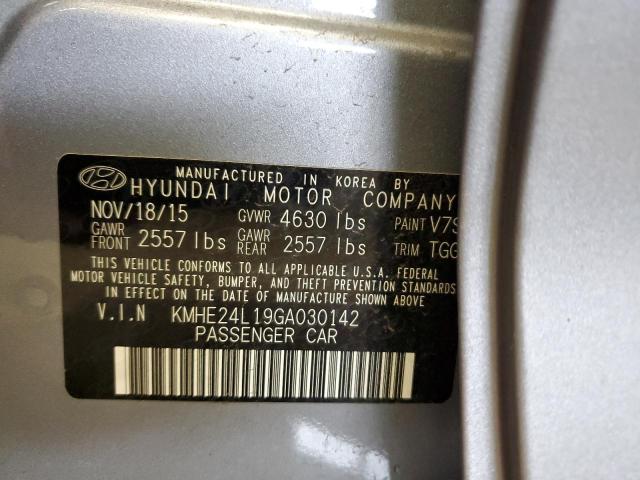 MANUFACTURED IN KOREA BY
HYUNDAI MOTOR COMPANY
NOV/18/15 GVWR 4630 lbs PAINT V7S
GAWR FRONT 2557 lbs GAWR REAR 2557 lbs TRIM TGG
THIS VEHICLE CONFORMS TO ALL APPLICABLE U.S.A. FEDERAL
MOTOR VEHICLE SAFETY, BUMPER, AND THEFT PREVENTION STANDARDS
IN EFFECT ON THE DATE OF MANUFACTURE SHOWN ABOVE.
V.I.N KMHE24L19GA030142
PASSENGER CAR